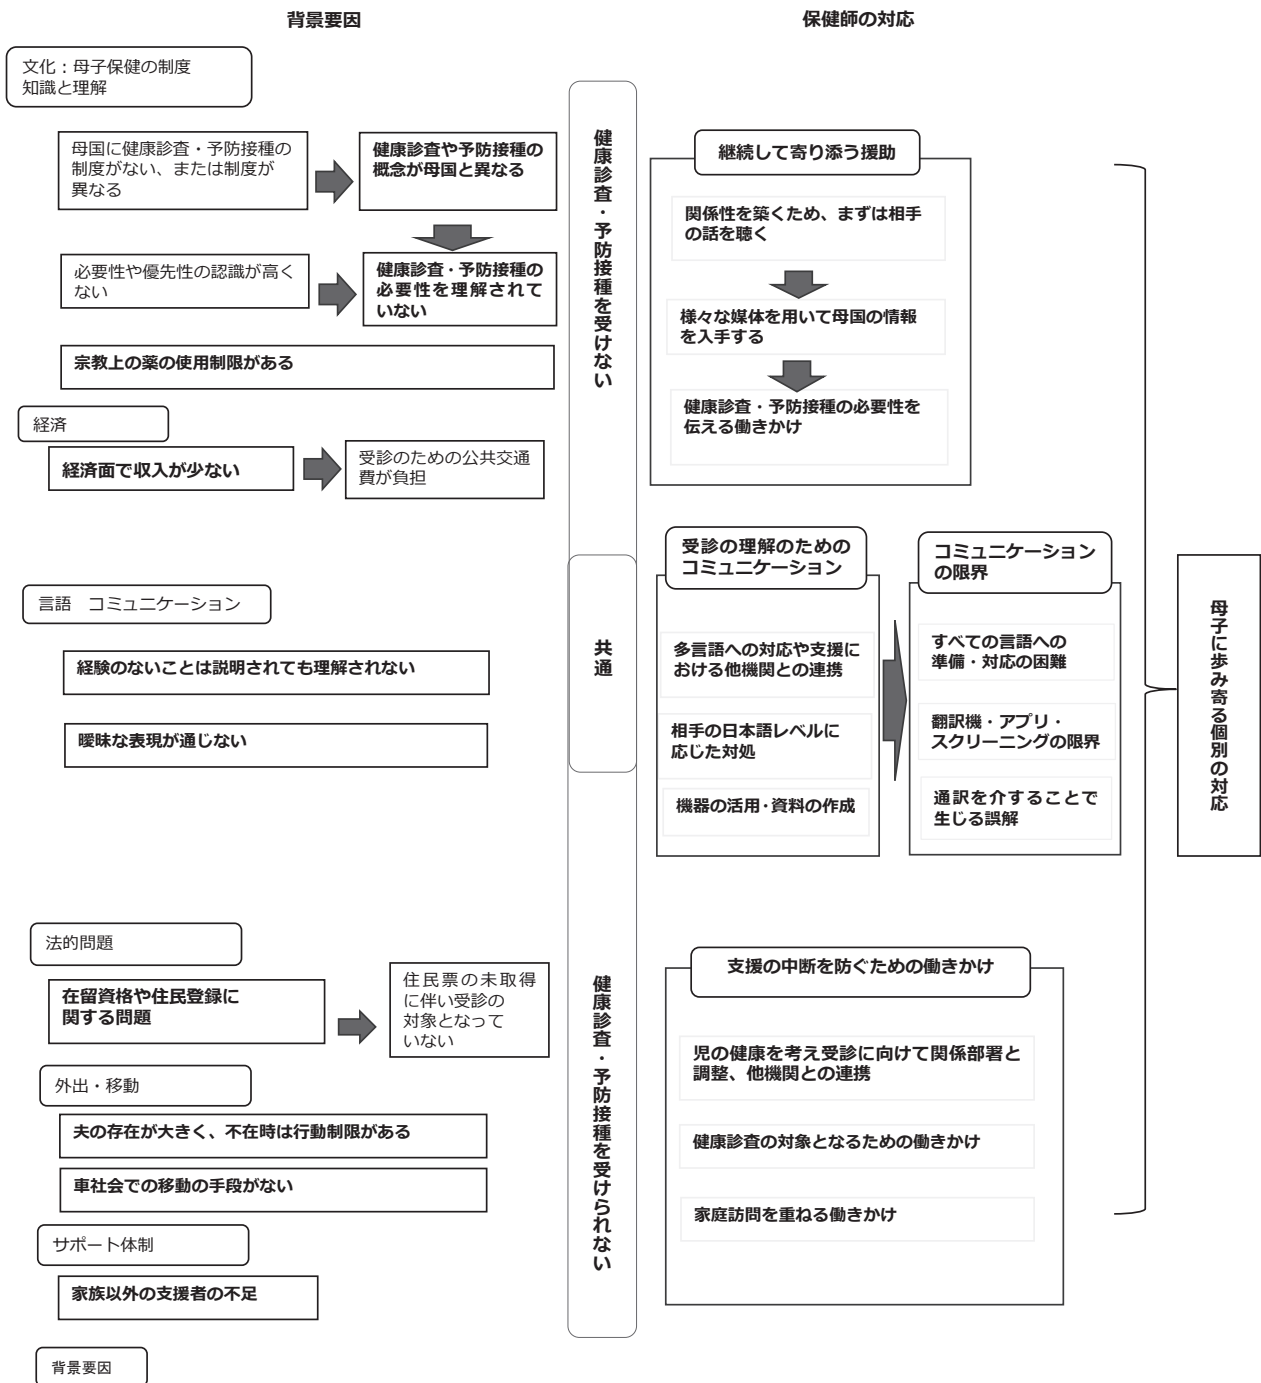 背景要因
保健師の対応
文化：母子保健の制度
知識と理解
母国に健康診査・予防接種の
制度がない、または制度が
異なる
健康診査や予防接種の
概念が母国と異なる
必要性や優先性の認識が高く
ない
健康診査・予防接種の
必要性を理解されて
いない
宗教上の薬の使用制限がある
経済
経済面で収入が少ない
受診のための公共交通
費が負担
言語　コミュニケーション
経験のないことは説明されても理解されない
曖昧な表現が通じない
法的問題
在留資格や住民登録に
関する問題
住民票の未取得
に伴い受診の
対象となって
いない
外出・移動
夫の存在が大きく、不在時は行動制限がある
車社会での移動の手段がない
サポート体制
家族以外の支援者の不足
背景要因
健康診査・予防接種を受けない
共通
健康診査・予防接種を受けられない
継続して寄り添う援助
関係性を築くため、まずは相手
の話を聴く
様々な媒体を用いて母国の情報
を入手する
健康診査・予防接種の必要性を
伝える働きかけ
受診の理解のための
コミュニケーション
多言語への対応や支援に
おける他機関との連携
相手の日本語レベルに
応じた対処
機器の活用・資料の作成
コミュニケーション
の限界
すべての言語への
準備・対応の困難
翻訳機・アプリ・
スクリーニングの限界
通訳を介することで
生じる誤解
支援の中断を防ぐための働きかけ
児の健康を考え受診に向けて関係部署と
調整、他機関との連携
健康診査の対象となるための働きかけ
家庭訪問を重ねる働きかけ
母子に歩み寄る個別の対応